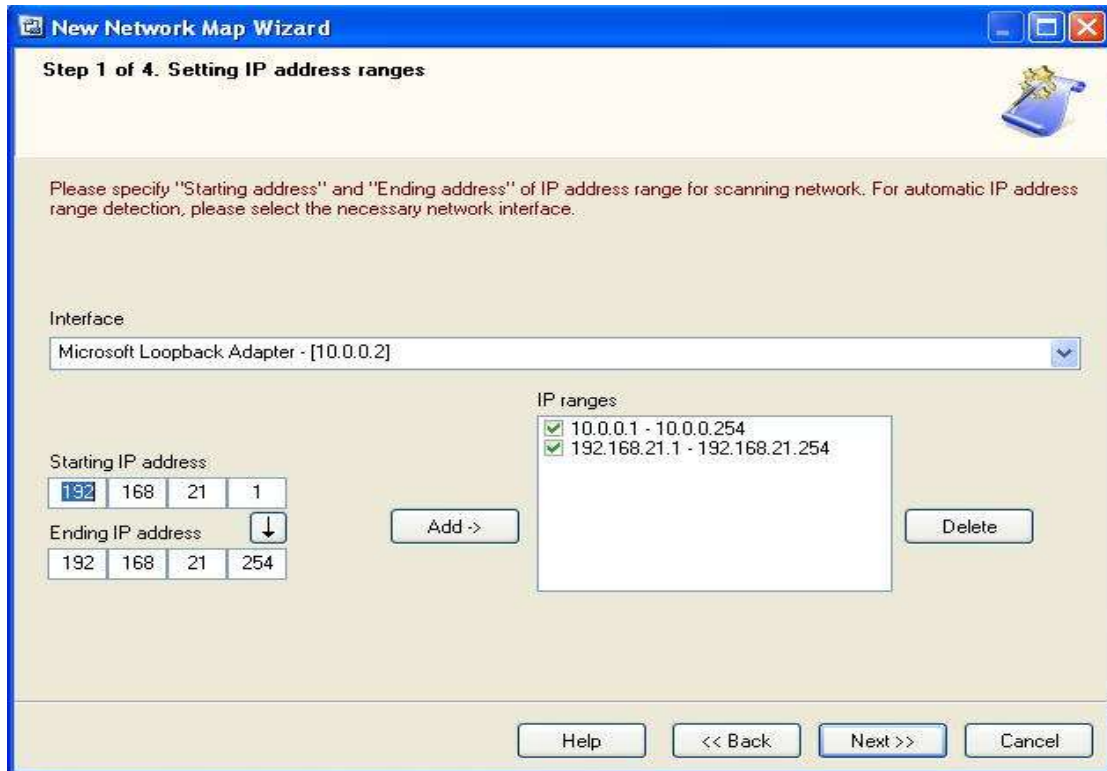 New Network Map Wizard
Step 1 of 4. Setting IP address ranges
Please specify "Starting address" and "Ending address" of IP address range for scanning network. For automatic IP address
range detection, please select the necessary network interface.
Interface
Microsoft Loopback Adapter - [10.0.0.2]
IP ranges
10.0.0.1 - 10.0.0.254
192.168.21.1 - 192.168.21.254
Starting IP address
192 168 21 1
Ending IP address
192 168 21 254
Add ->
Delete
Help << Back Next >> Cancel